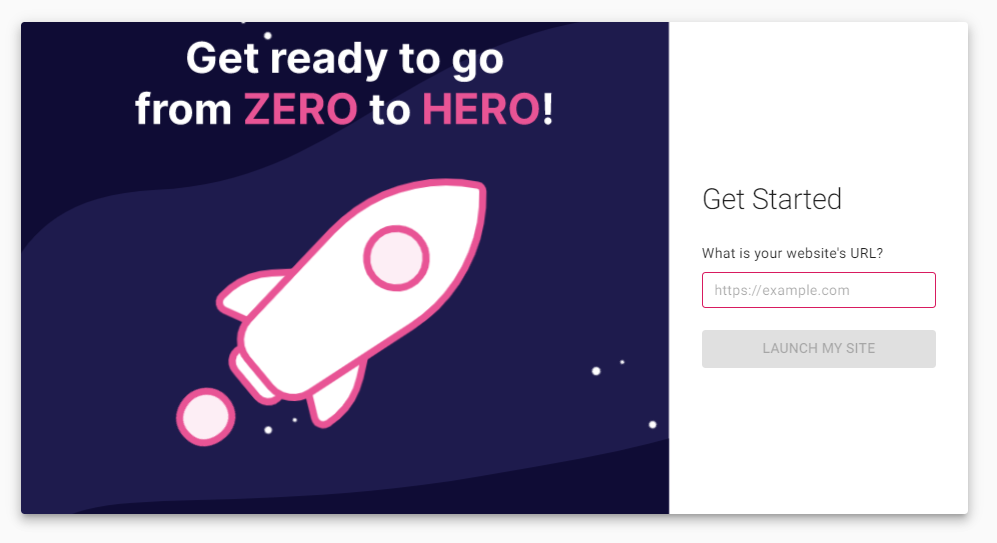 Get ready to go
from ZERO to HERO!
Get Started
What is your website's URL?
https://example.com
LAUNCH MY SITE